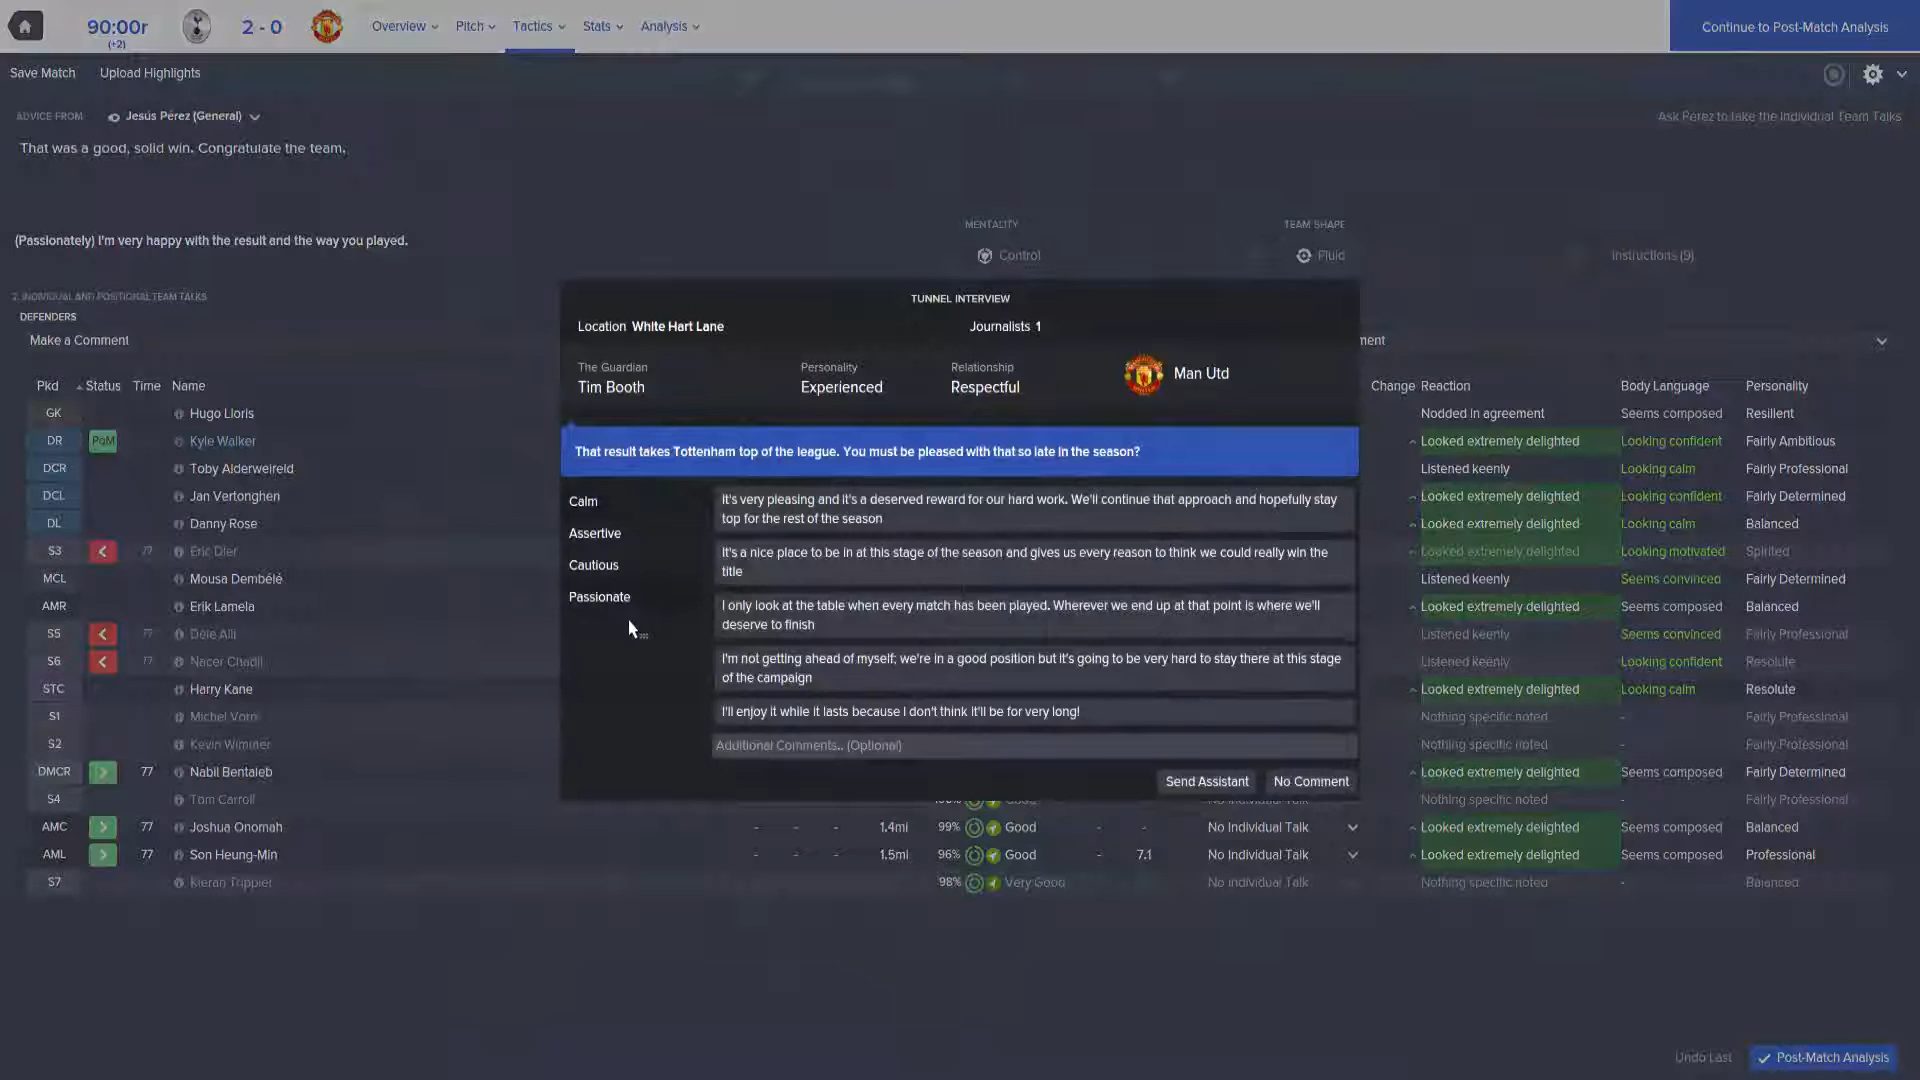 90:00r
(+2)
2 - 0
Overview
Pitch
Tactics
Stats
Analysis
Continue to Post-Match Analysis
Save Match
Upload Highlights
ADVICE FROM
Jesús Pérez (General)
Ask Pérez to take the Individual Team Talks
That was a good, solid win. Congratulate the team.
MENTALITY
TEAM SHAPE
(Passionately) I'm very happy with the result and the way you played.
Control
Fluid
Instructions (9)
2. INDIVIDUAL AND POSITIONAL TEAM TALKS
DEFENDERS
Make a Comment
ment
TUNNEL INTERVIEW
Location White Hart Lane
Journalists 1
The Guardian
Tim Booth
Personality
Experienced
Relationship
Respectful
Man Utd
That result takes Tottenham top of the league. You must be pleased with that so late in the season?
Calm
Assertive
Cautious
Passionate
It's very pleasing and it's a deserved reward for our hard work. We'll continue that approach and hopefully stay
top for the rest of the season
It's a nice place to be in at this stage of the season and gives us every reason to think we could really win the
title
I only look at the table when every match has been played. Wherever we end up at that point is where we'll
deserve to finish
I'm not getting ahead of myself; we're in a good position but it's going to be very hard to stay there at this stage
of the campaign
I'll enjoy it while it lasts because I don't think it'll be for very long!
Additional Comments.. (Optional)
Send Assistant
No Comment
Pkd Status Time Name Change Reaction Body Language Personality
GK Hugo Lloris Nodded in agreement Seems composed Resilient
DR PoM Kyle Walker Looked extremely delighted Looking confident Fairly Ambitious
DCR Toby Alderweireld Listened keenly Looking calm Fairly Professional
DCL Jan Vertonghen Looked extremely delighted Looking confident Fairly Determined
DL Danny Rose Looked extremely delighted Looking calm Balanced
S3 77 Eric Dier Looked extremely delighted Looking motivated Spirited
MCL Mousa Dembélé Listened keenly Seems convinced Fairly Determined
AMR Erik Lamela Looked extremely delighted Seems composed Balanced
S5 77 Dele Alli Listened keenly Seems convinced Fairly Professional
S6 77 Nacer Chadli Listened keenly Looking confident Resolute
STC Harry Kane Looked extremely delighted Looking calm Resolute
S1 Michel Vorm Nothing specific noted - Fairly Professional
S2 Kevin Wimmer Nothing specific noted - Fairly Professional
DMCR 77 Nabil Bentaleb Looked extremely delighted Seems composed Fairly Determined
S4 Tom Carroll 100% Good No Individual Talk Nothing specific noted - Fairly Professional
AMC 77 Joshua Onomah - - - 1.4mi 99% Good - - No Individual Talk Looked extremely delighted Seems composed Balanced
AML 77 Son Heung-Min - - - 1.5mi 96% Good - 7.1 No Individual Talk Looked extremely delighted Seems composed Professional
S7 Kieran Trippier 98% Very Good No Individual Talk Nothing specific noted - Balanced
Undo Last
Post-Match Analysis